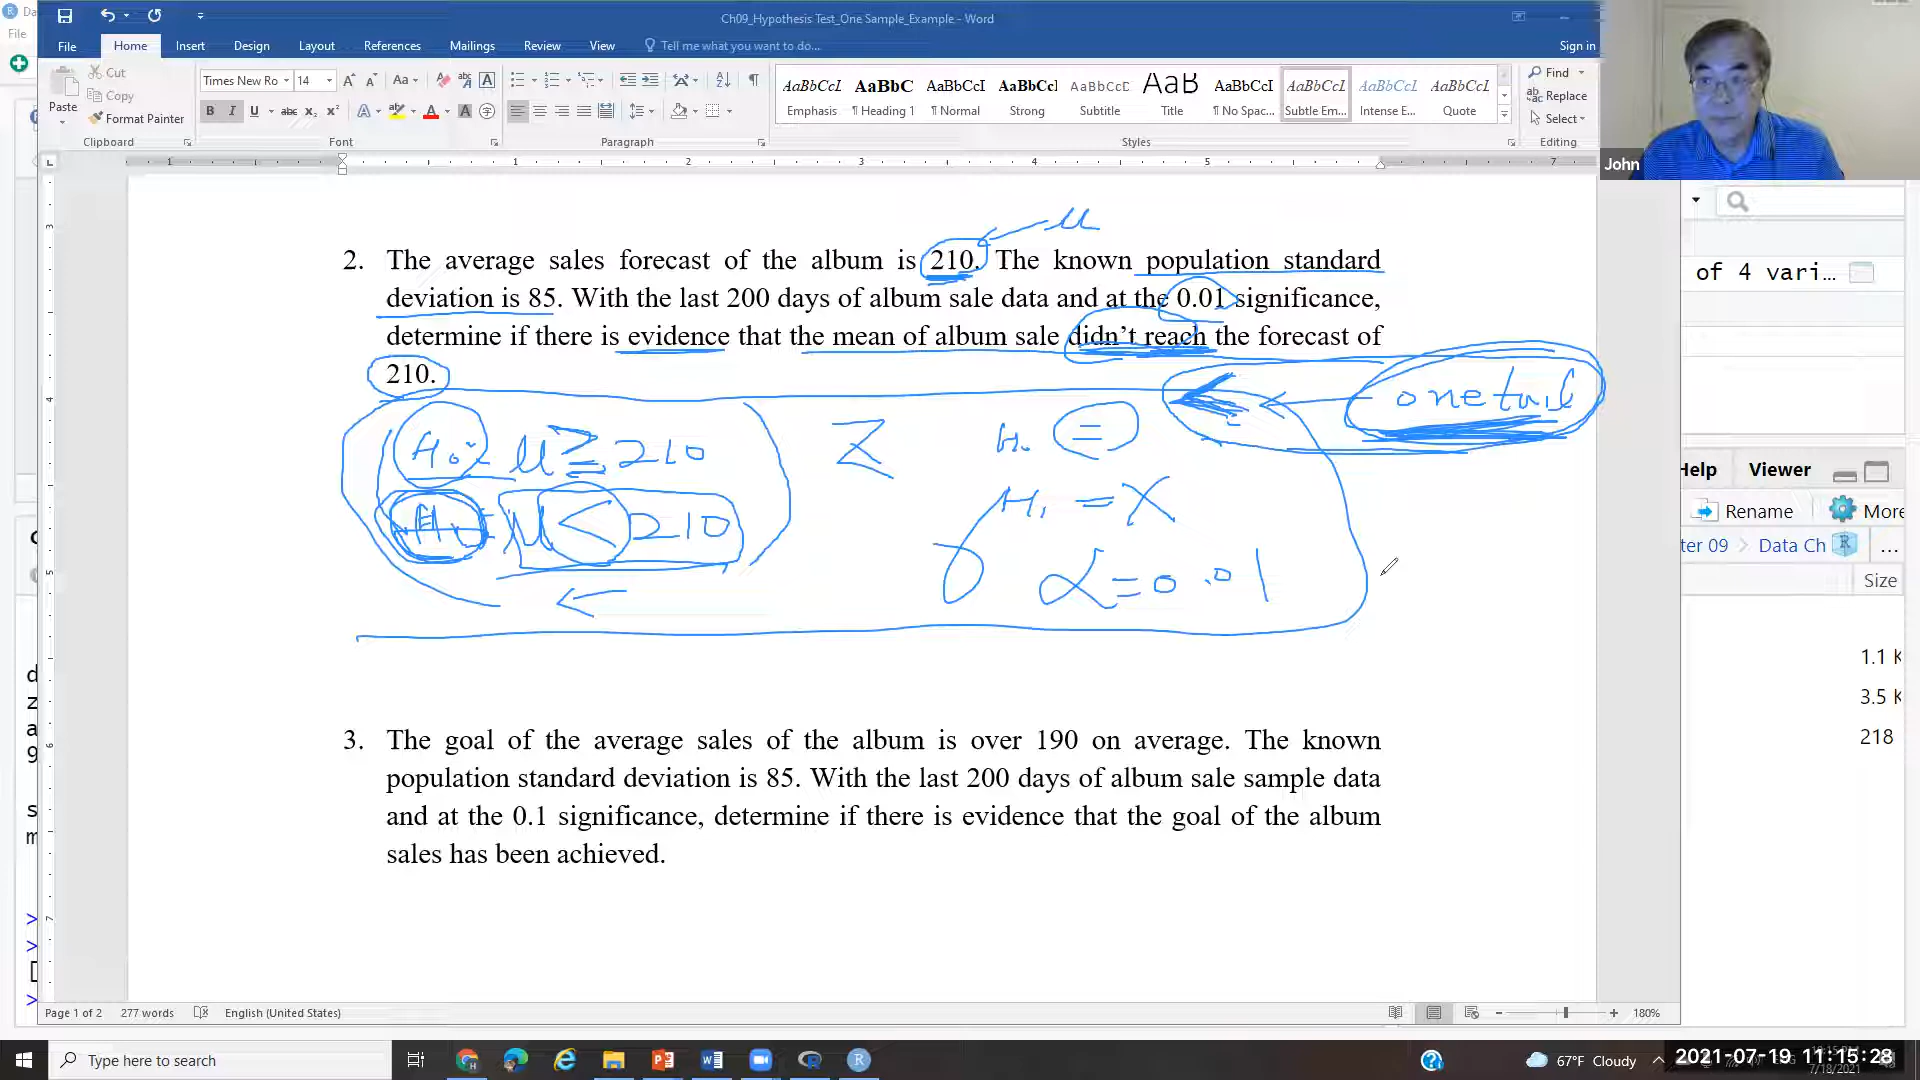 Ch09_Hypothesis Test_One Sample_Example - Word
File Home Insert Design Layout References Mailings Review View Tell me what you want to do... Sign in
Cut
Copy
Paste
Format Painter
Times New Ro 14
AaBbCcI AaBbC AaBbCcI AaBbCcI AaBbCcD AaB AaBbCcI AaBbCcI AaBbCcI AaBbCcI
Emphasis ¶ Heading 1 ¶ Normal Strong Subtitle Title ¶ No Spac... Subtle Em... Intense E... Quote
Find
Replace
Select
Clipboard Font Paragraph Styles Editing
John
μ
2. The average sales forecast of the album is 210. The known population standard
deviation is 85. With the last 200 days of album sale data and at the 0.01 significance,
determine if there is evidence that the mean of album sale didn't reach the forecast of
210.
one tail
H₀: μ ≥ 210 Z H₀ =
H₁ = μ < 210 H₁ = X
σ α = 0.01
3. The goal of the average sales of the album is over 190 on average. The known
population standard deviation is 85. With the last 200 days of album sale sample data
and at the 0.1 significance, determine if there is evidence that the goal of the album
sales has been achieved.
of 4 vari...
Help Viewer
Rename More
ter 09 Data Ch ...
Size
1.1 K
3.5 K
218
Page 1 of 2 277 words English (United States) 180%
Type here to search
67°F Cloudy
2021-07-19 11:15:28
7/18/2021